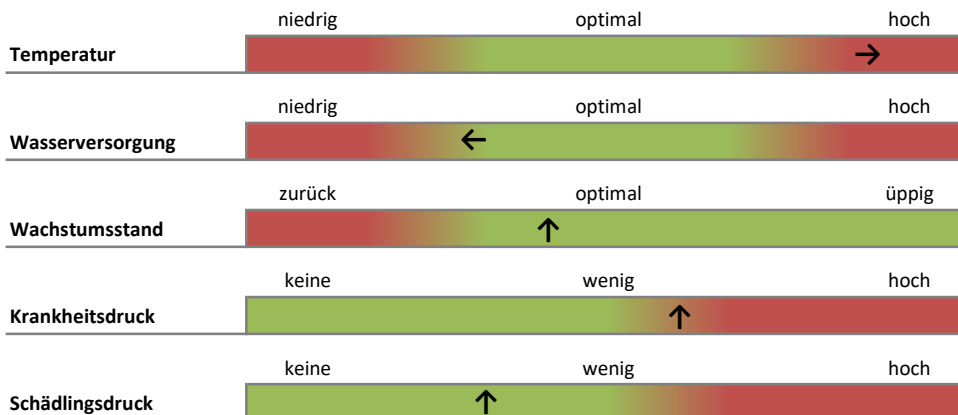 niedrig optimal hoch
Temperatur
niedrig optimal hoch
Wasserversorgung
zurück optimal üppig
Wachstumsstand
keine wenig hoch
Krankheitsdruck
keine wenig hoch
Schädlingsdruck